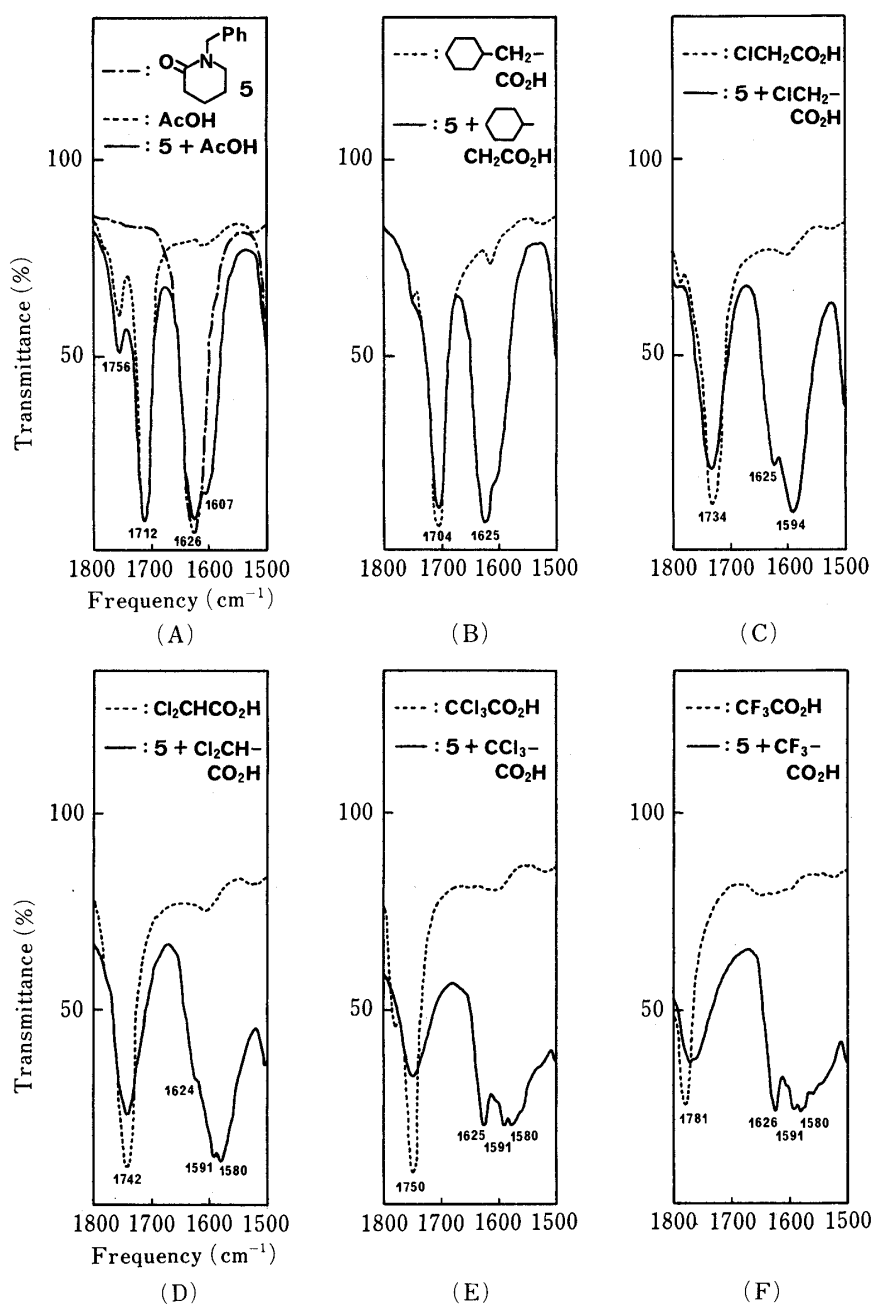 Ph
O
N
5
: AcOH
: 5 + AcOH
100
50
Transmittance (%)
1756
1712
1626
1607
1800 1700 1600 1500
Frequency (cm⁻¹)
(A)
: CH₂–
CO₂H
: 5 +
CH₂CO₂H
100
50
1704
1625
1800 1700 1600 1500
(B)
: ClCH₂CO₂H
: 5 + ClCH₂–
CO₂H
100
50
1734
1625
1594
1800 1700 1600 1500
(C)
: Cl₂CHCO₂H
: 5 + Cl₂CH–
CO₂H
100
50
Transmittance (%)
1742
1624
1591 1580
1800 1700 1600 1500
Frequency (cm⁻¹)
(D)
: CCl₃CO₂H
: 5 + CCl₃–
CO₂H
100
50
1750
1625
1591
1580
1800 1700 1600 1500
(E)
: CF₃CO₂H
: 5 + CF₃–
CO₂H
100
50
1781
1626
1591
1580
1800 1700 1600 1500
(F)